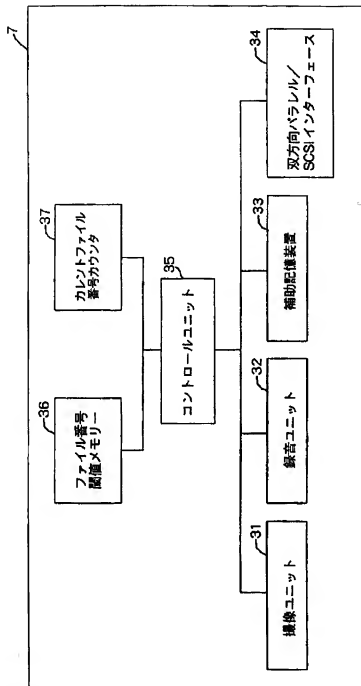 7
36
ファイル番号
閾値メモリー
37
カレントファイル
番号カウンタ
35
コントロールユニット
31
撮像ユニット
32
録音ユニット
33
補助記憶装置
34
双方向パラレル/
SCSIインターフェース